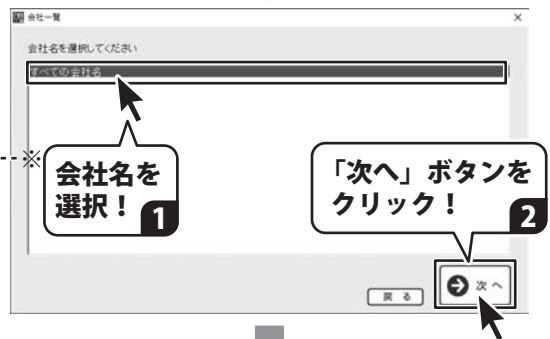 会社一覧
×
会社名を選択してください
すべての会社名
※
会社名を
選択！
1
「次へ」ボタンを
クリック！
2
戻る
次へ